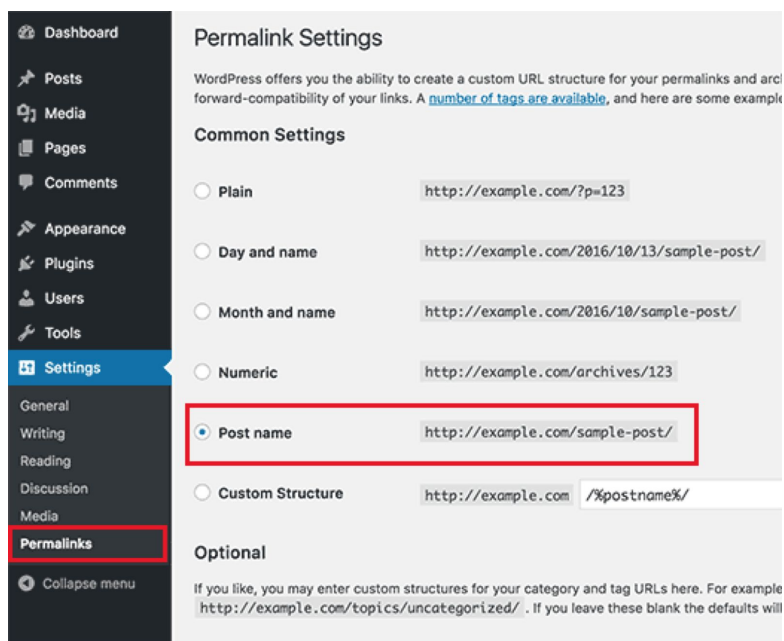 Dashboard
Posts
Media
Pages
Comments
Appearance
Plugins
Users
Tools
Settings
General
Writing
Reading
Discussion
Media
Permalinks
Collapse menu
Permalink Settings
WordPress offers you the ability to create a custom URL structure for your permalinks and
forward-compatibility of your links. A number of tags are available, and here are some
Common Settings
Plain http://example.com/?p=123
Day and name http://example.com/2016/10/13/sample-post/
Month and name http://example.com/2016/10/sample-post/
Numeric http://example.com/archives/123
Post name http://example.com/sample-post/
Custom Structure http://example.com /%postname%/
Optional
If you like, you may enter custom structures for your category and tag URLs here. For example
http://example.com/topics/uncategorized/ . If you leave these blank the defaults will